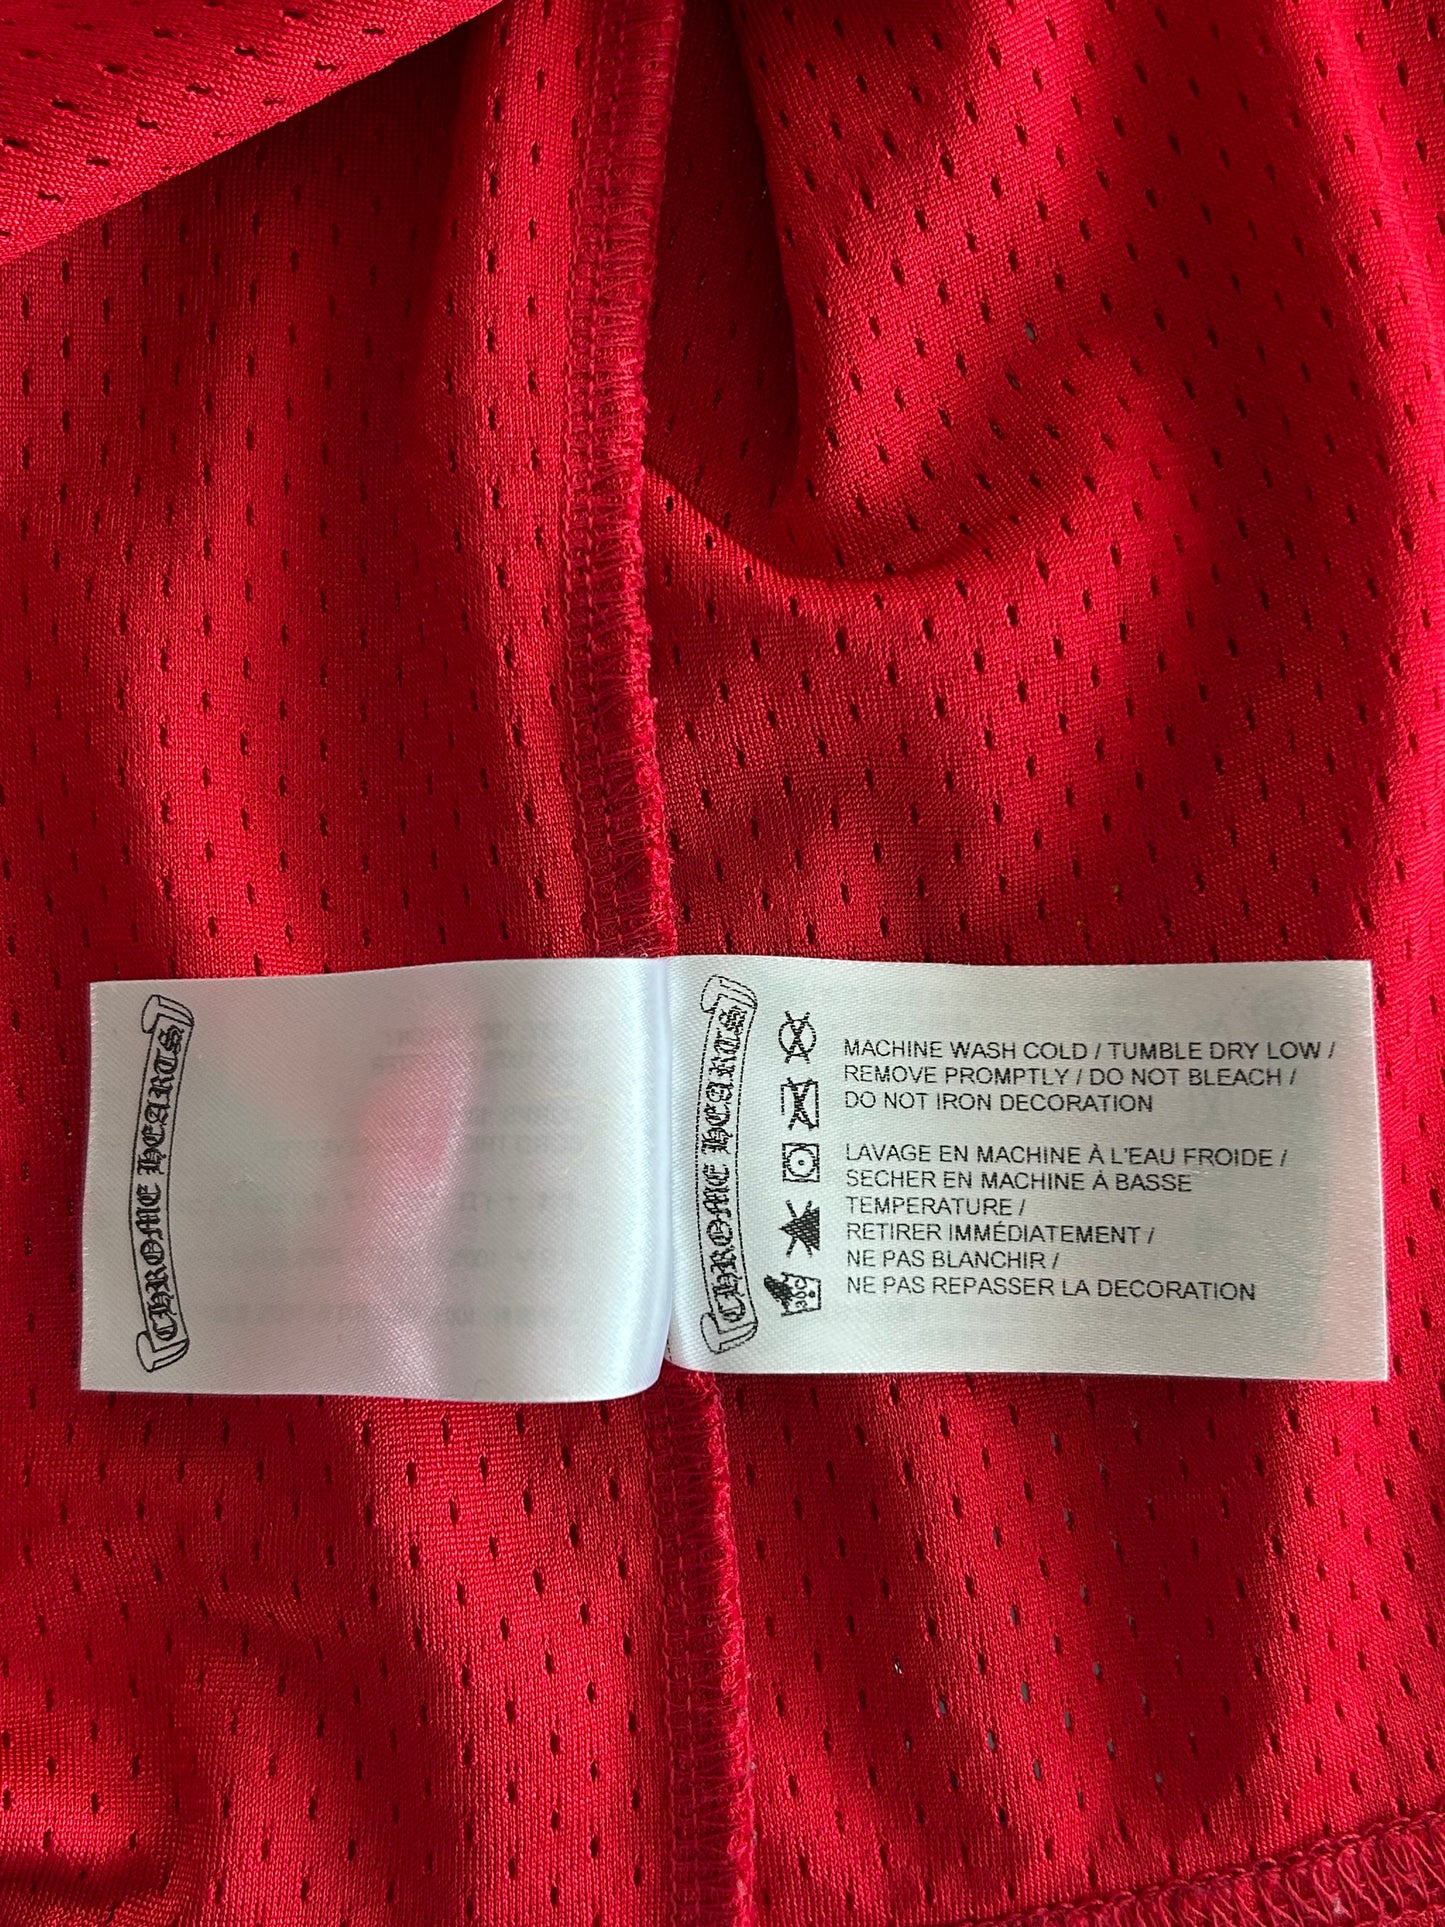 CHROME HEARTS
CHROME HEARTS
MACHINE WASH COLD / TUMBLE DRY LOW /
REMOVE PROMPTLY / DO NOT BLEACH /
DO NOT IRON DECORATION
LAVAGE EN MACHINE À L'EAU FROIDE /
SECHER EN MACHINE À BASSE
TEMPERATURE /
RETIRER IMMÉDIATEMENT /
NE PAS BLANCHIR /
NE PAS REPASSER LA DECORATION
30C